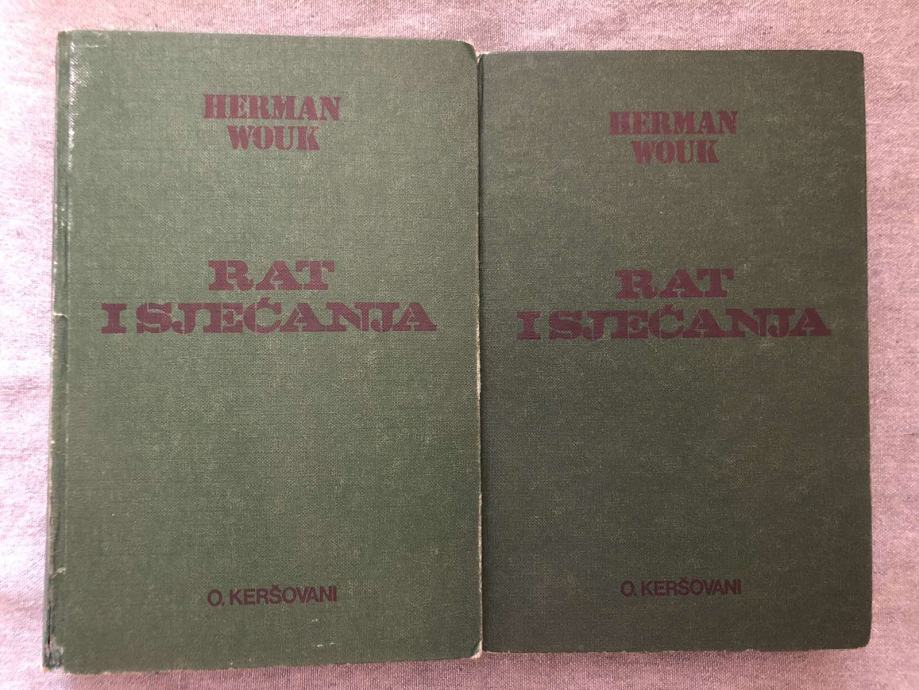 HERMAN
WOUK
RAT
I SJEĆANJA
O. KERŠOVANI
HERMAN
WOUK
RAT
I SJEĆANJA
O. KERŠOVANI